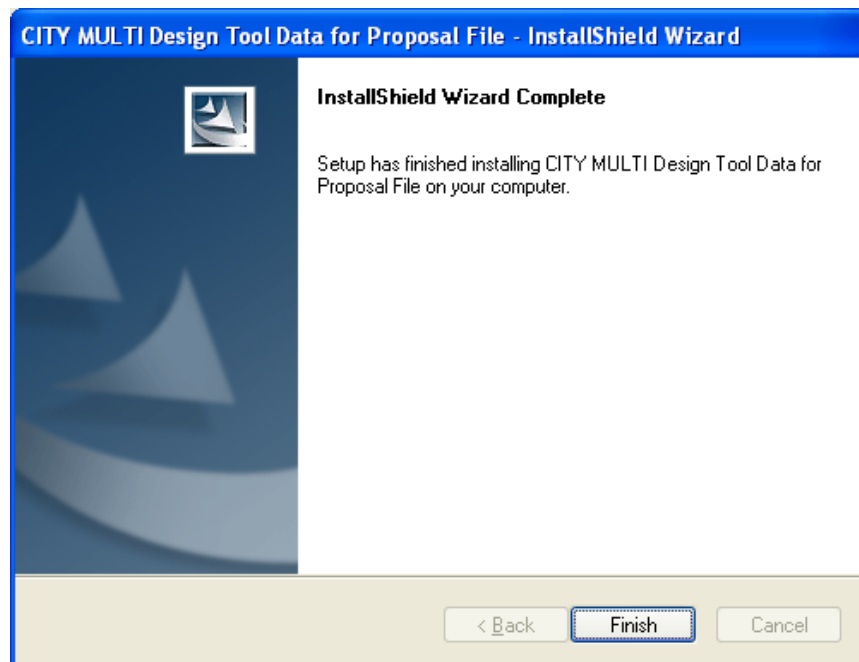 CITY MULTI Design Tool Data for Proposal File - InstallShield Wizard
InstallShield Wizard Complete
Setup has finished installing CITY MULTI Design Tool Data for
Proposal File on your computer.
< Back Finish Cancel